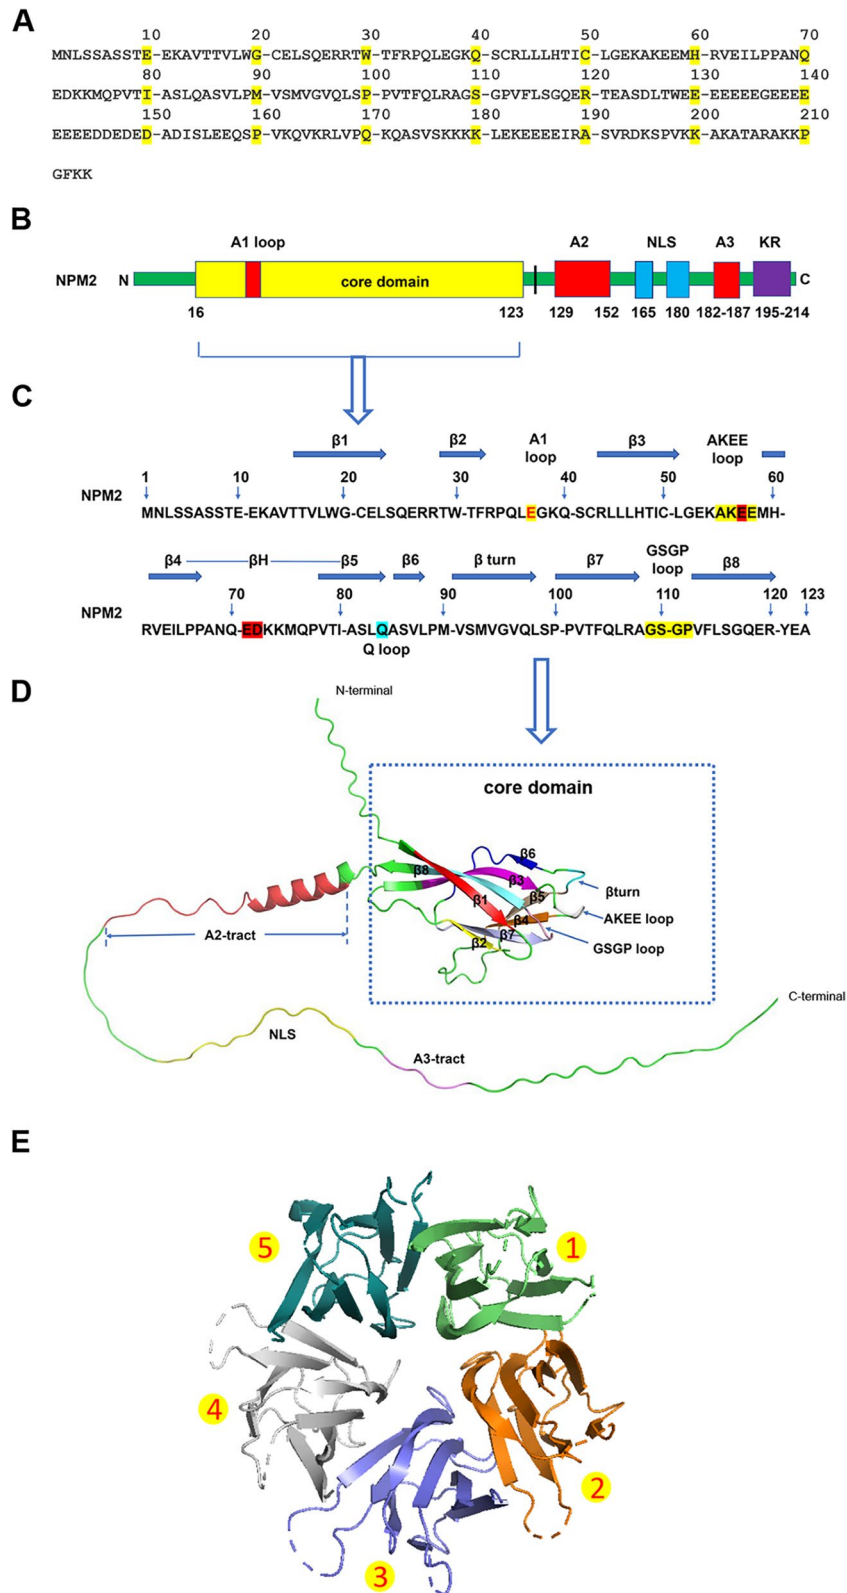 A
10 20 30 40 50 60 70
MNLSSASSTE-EKAVTTVLWG-CELSQERRTW-TFRPQLEGKQ-SCRLLLHTIC-LGEKAKEEMH-RVEILPPANQ
80 90 100 110 120 130 140
EDKKMQPVTI-ASLQASVLPM-VSMVGVQLSP-PVTFQLRAGS-GPVFLSGQER-TEASDLTWEE-EEEEEGEEEE
150 160 170 180 190 200 210
EEEEDDEDED-ADISLEEQSP-VKQVKRLVPQ-KQASVSKKKK-LEKEEEEIRA-SVRDKSPVKK-AKATARAKKP
GFKK
B
A1 loop A2 NLS A3 KR
NPM2 N core domain C
16 123 129 152 165 180 182-187 195-214
C
β1 β2 A1 loop β3 AKEE loop
1 10 20 30 40 50 60
NPM2 MNLSSASSTE-EKAVTTVLWG-CELSQERRTW-TFRPQLEGKQ-SCRLLLHTIC-LGEKAKEEMH-
β4 βH β5 β6 β turn β7 GSGP loop β8
70 80 90 100 110 120 123
NPM2 RVEILPPANQ-EDKKMQPVTI-ASLQASVLPM-VSMVGVQLSP-PVTFQLRAGS-GPVFLSGQER-YEA
Q loop
D
N-terminal
core domain
β6
β8 β3
β5 βturn
β1
β4 AKEE loop
β7
β2 GSGP loop
A2-tract
C-terminal
NLS
A3-tract
E
5 1
4
2
3